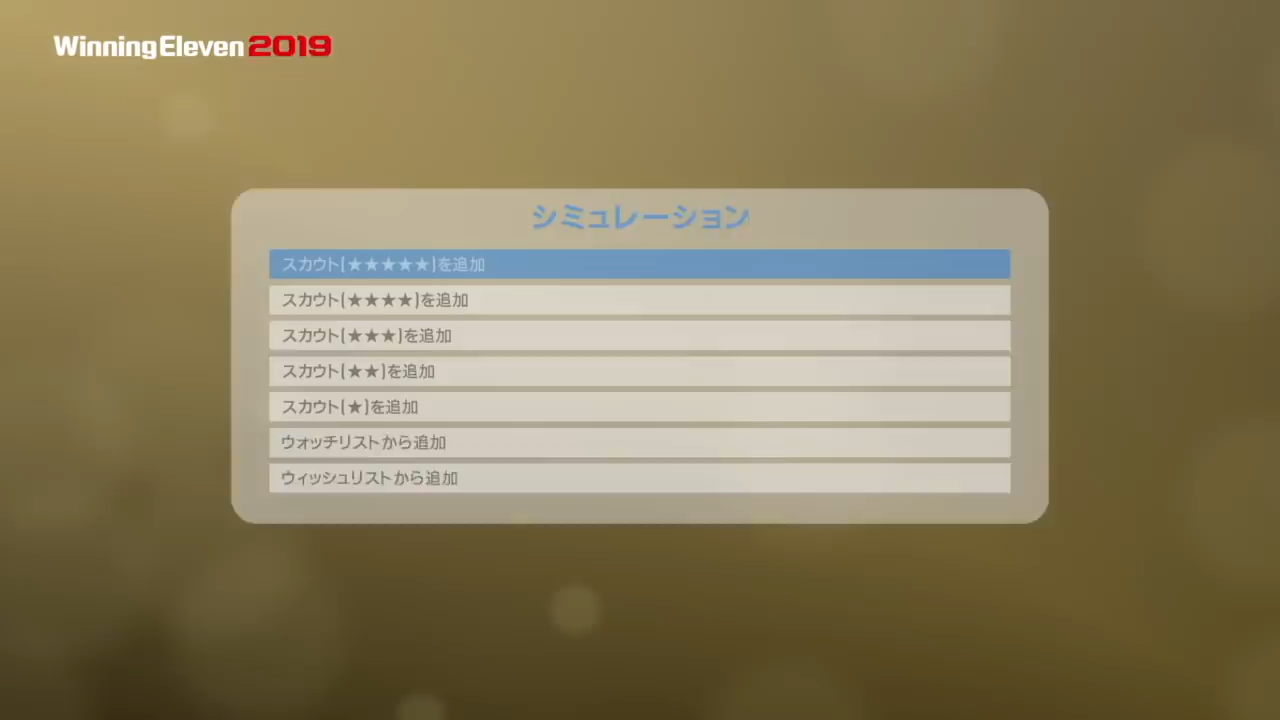 Winning Eleven 2019
シミュレーション
スカウト(★★★★★)を追加
スカウト(★★★★)を追加
スカウト(★★★)を追加
スカウト(★★)を追加
スカウト(★)を追加
ウォッチリストから追加
ウィッシュリストから追加